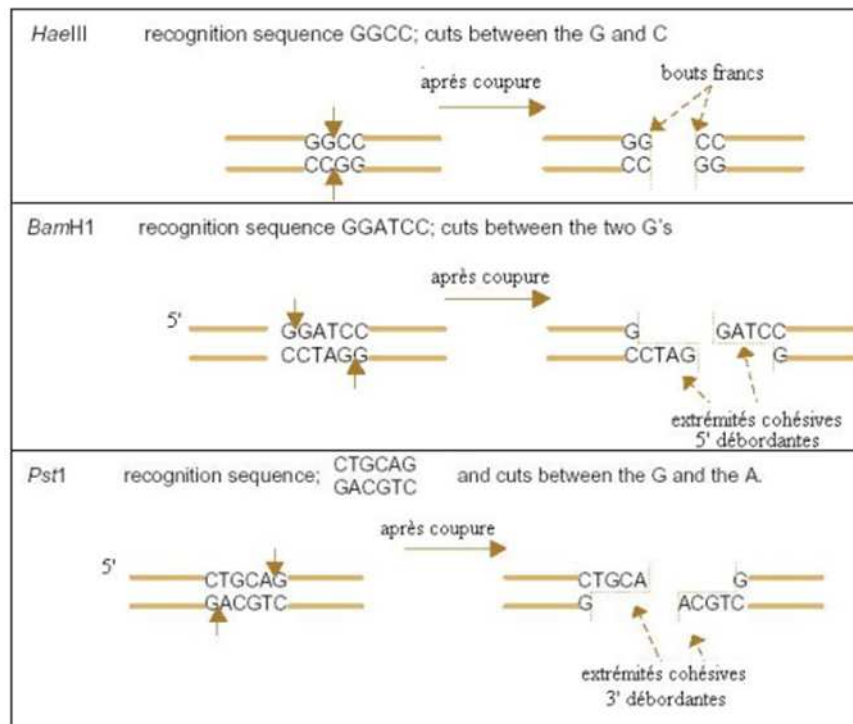 HaeIII recognition sequence GGCC; cuts between the G and C
après coupure
bouts francs
GGCC GG CC
CCGG CC GG
BamH1 recognition sequence GGATCC; cuts between the two G's
après coupure
5'
GGATCC G GATCC
CCTAGG CCTAG G
extrémités cohésives
5' débordantes
Pst1 recognition sequence; CTGCAG and cuts between the G and the A.
GACGTC
après coupure
5'
CTGCAG CTGCA G
GACGTC G ACGTC
extrémités cohésives
3' débordantes